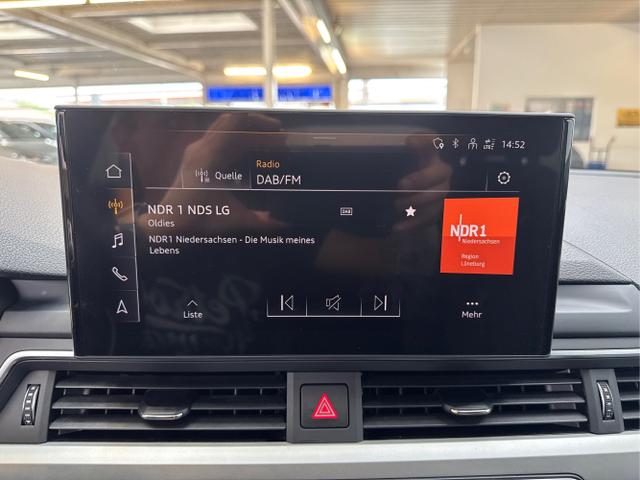 14:52
Radio
Quelle
DAB/FM
NDR 1 NDS LG
DAB
Oldies
NDR1 Niedersachsen - Die Musik meines
Lebens
NDR1
Niedersachsen
Region
Lüneburg
Liste
Mehr